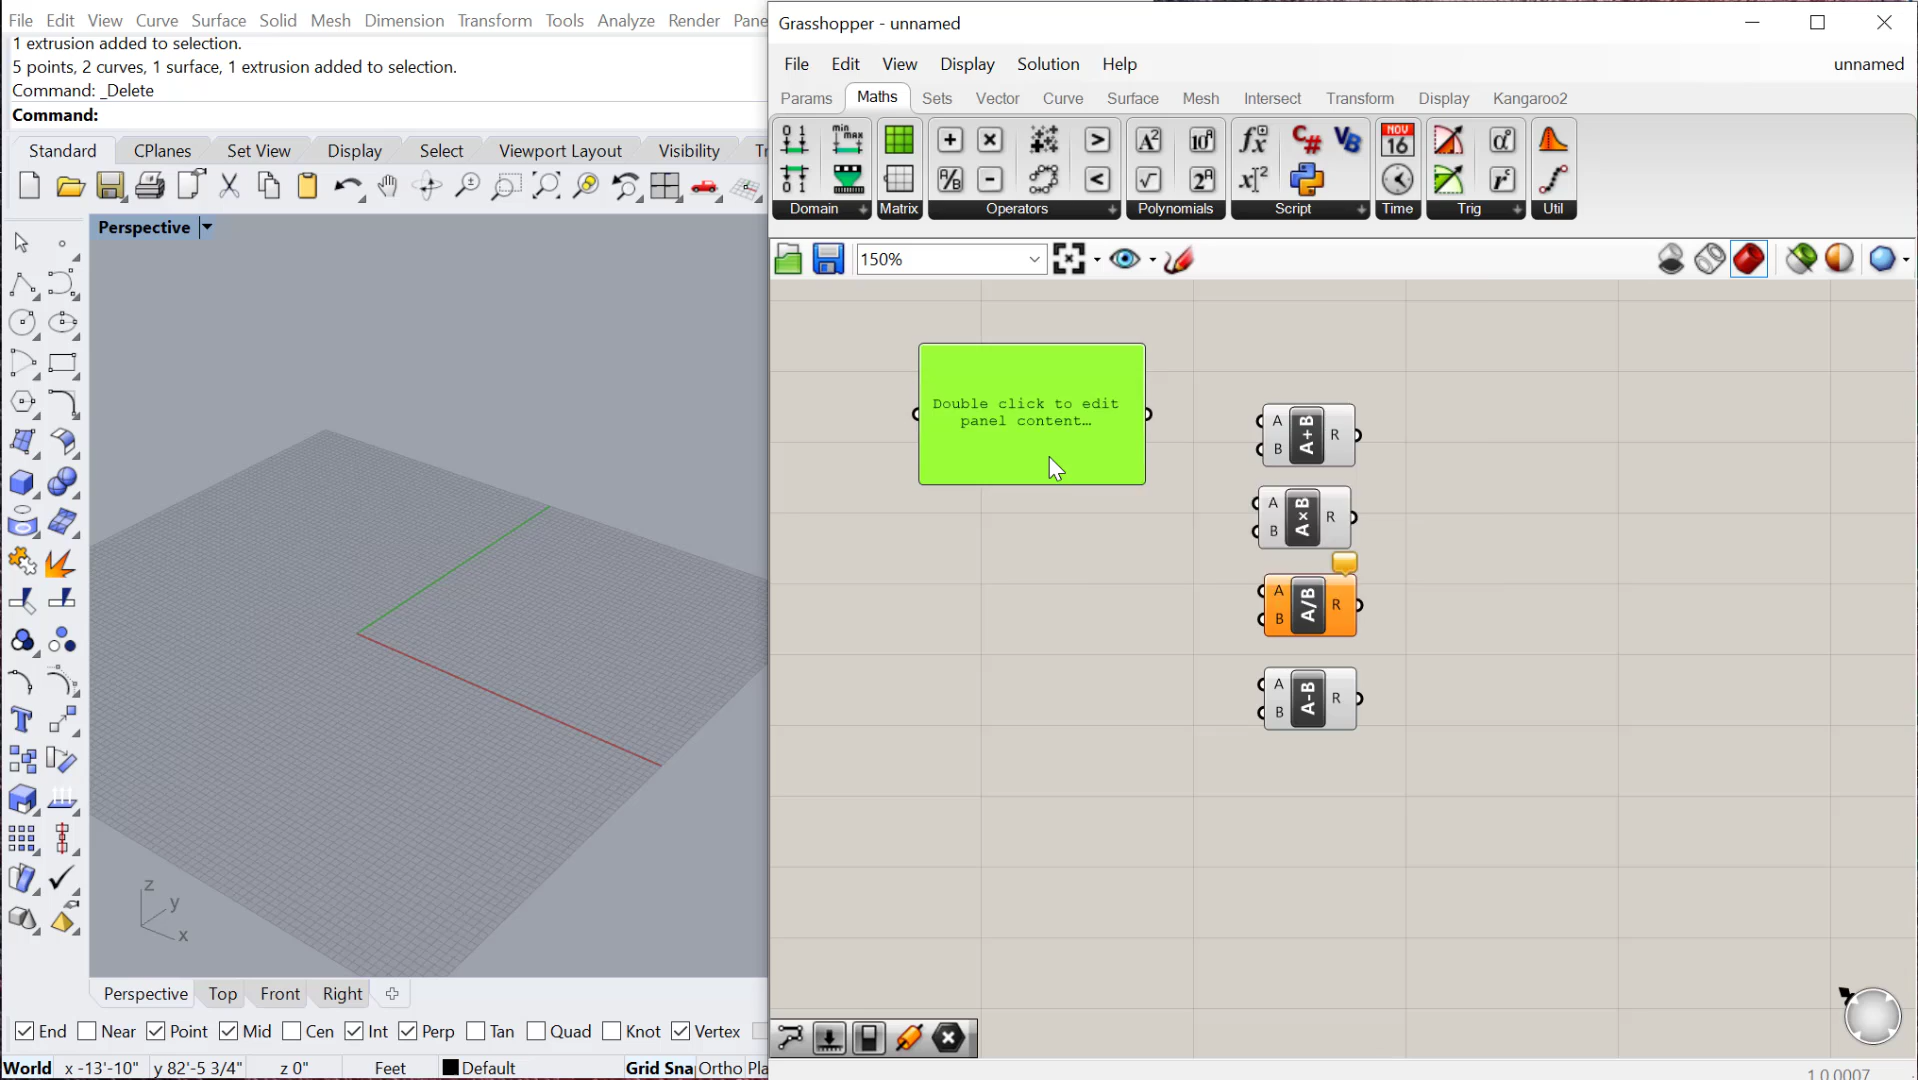 File Edit View Curve Surface Solid Mesh Dimension Transform Tools Analyze Render Pane
1 extrusion added to selection.
5 points, 2 curves, 1 surface, 1 extrusion added to selection.
Command: _Delete
Command:
Standard CPlanes Set View Display Select Viewport Layout Visibility Tr
Perspective
z
y
x
Perspective Top Front Right
End Near Point Mid Cen Int Perp Tan Quad Knot Vertex
World x -13'-10" y 82'-5 3/4" z 0" Feet Default Grid Sna Ortho Pla
Grasshopper - unnamed
File Edit View Display Solution Help unnamed
Params Maths Sets Vector Curve Surface Mesh Intersect Transform Display Kangaroo2
Domain Matrix Operators Polynomials Script Time Trig Util
150%
Double click to edit
panel content…
A B A+B R
A B A×B R
A B A/B R
A B A-B R
1.0.0007